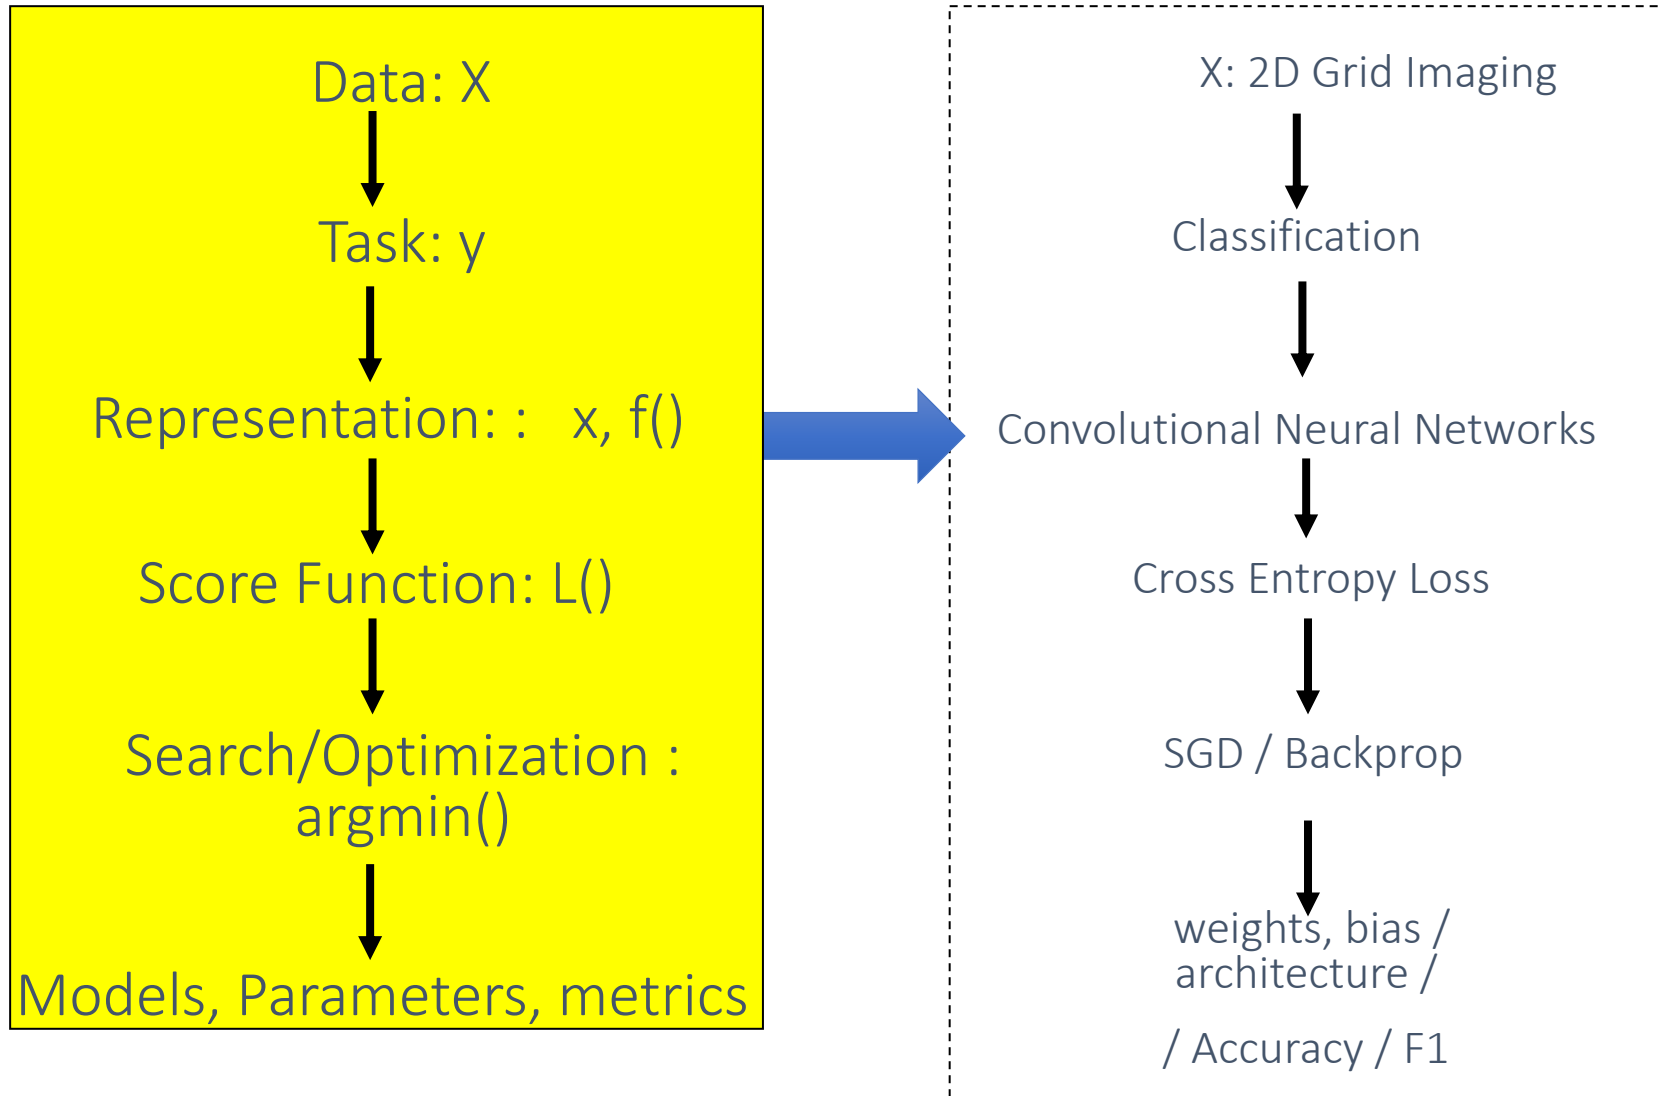 Data: X
Task: y
Representation: : x, f()
Score Function: L()
Search/Optimization :
argmin()
Models, Parameters, metrics
X: 2D Grid Imaging
Classification
Convolutional Neural Networks
Cross Entropy Loss
SGD / Backprop
weights, bias /
architecture /
/ Accuracy / F1